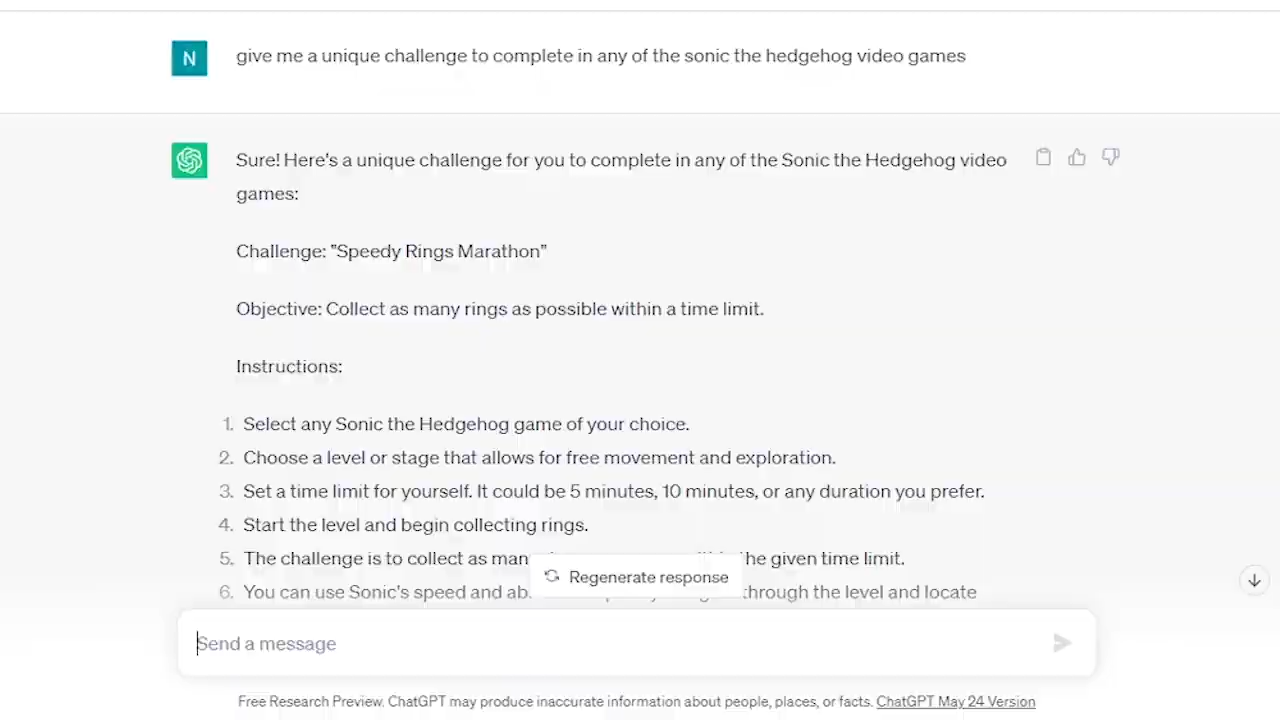 N
give me a unique challenge to complete in any of the sonic the hedgehog video games
Sure! Here's a unique challenge for you to complete in any of the Sonic the Hedgehog video
games:
Challenge: "Speedy Rings Marathon"
Objective: Collect as many rings as possible within a time limit.
Instructions:
1. Select any Sonic the Hedgehog game of your choice.
2. Choose a level or stage that allows for free movement and exploration.
3. Set a time limit for yourself. It could be 5 minutes, 10 minutes, or any duration you prefer.
4. Start the level and begin collecting rings.
5. The challenge is to collect as man he given time limit.
6. You can use Sonic's speed and ab through the level and locate
Regenerate response
Send a message
Free Research Preview. ChatGPT may produce inaccurate information about people, places, or facts. ChatGPT May 24 Version